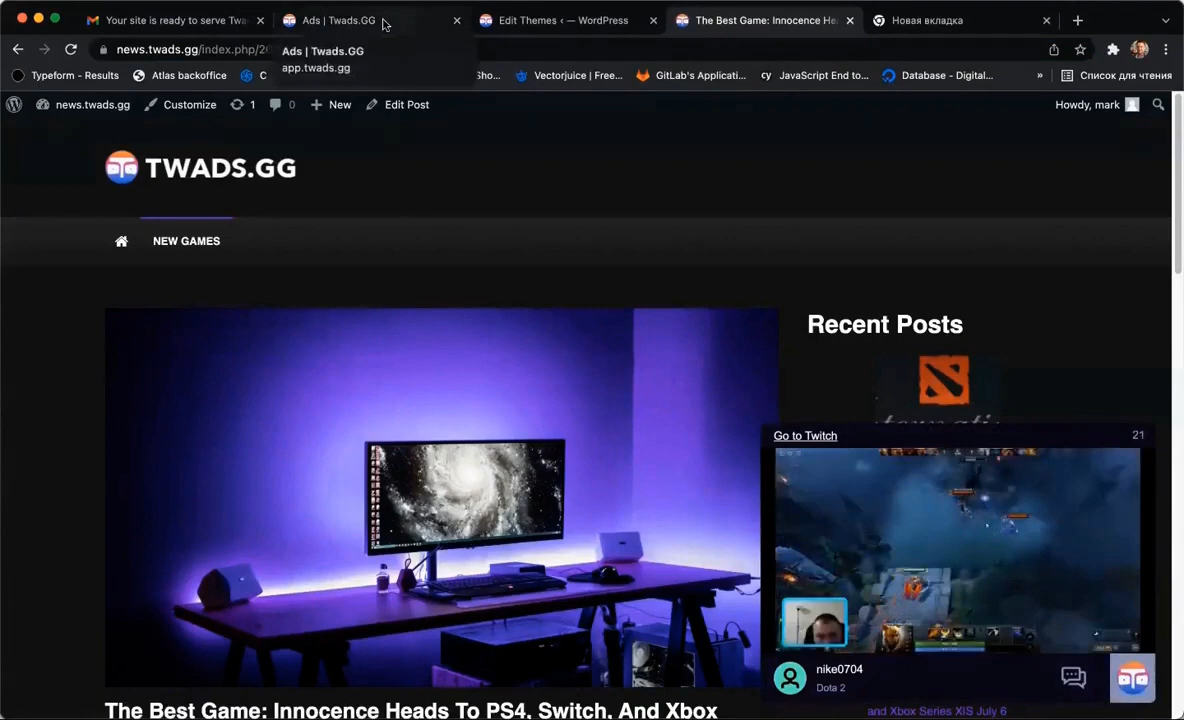 Your site is ready to serve Twa
Ads | Twads.GG
Edit Themes ‹ — WordPress
The Best Game: Innocence He
Новая вкладка
news.twads.gg/index.php/20
Ads | Twads.GG
app.twads.gg
Typeform - Results
Atlas backoffice
C
Sho...
Vectorjuice | Free...
GitLab's Applicati...
cy JavaScript End to...
Database - Digital...
»
Список для чтения
news.twads.gg
Customize
1
0
New
Edit Post
Howdy, mark
TWADS.GG
NEW GAMES
Recent Posts
Go to Twitch
21
nike0704
Dota 2
The Best Game: Innocence Heads To PS4, Switch, And Xbox
and Xbox Series XIS July 6